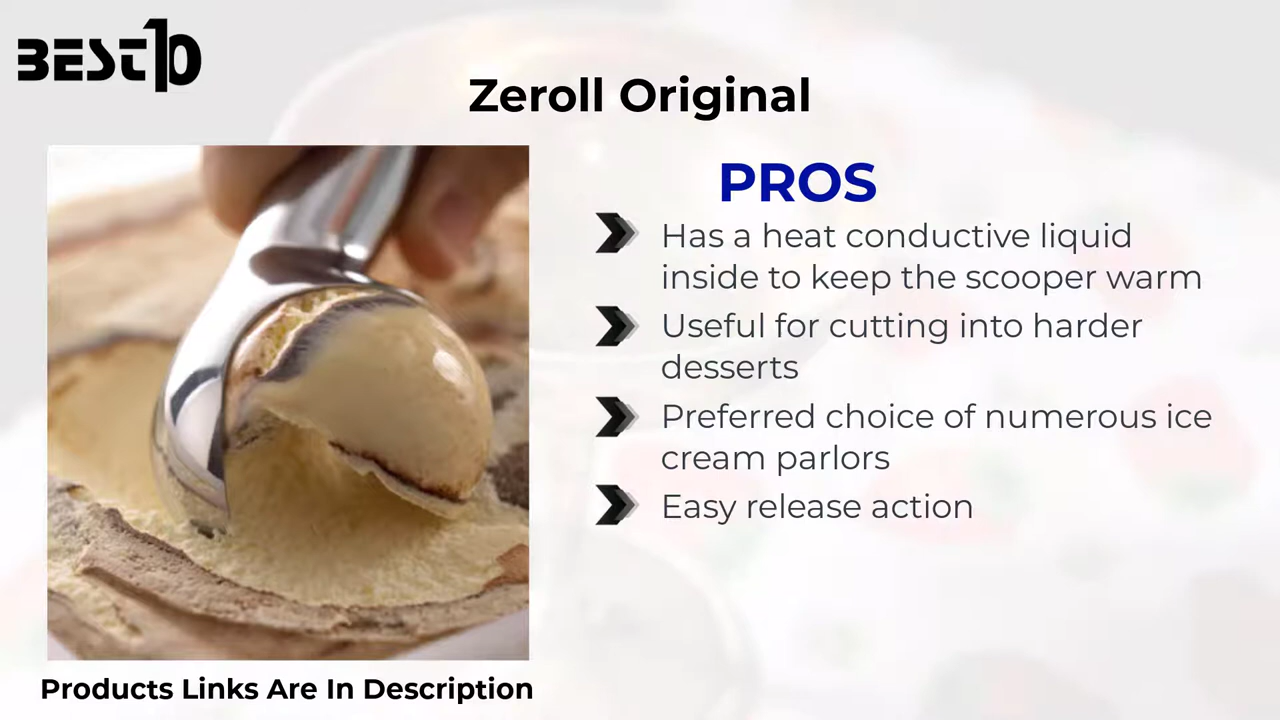 BEST10
Zeroll Original
PROS
Has a heat conductive liquid
inside to keep the scooper warm
Useful for cutting into harder
desserts
Preferred choice of numerous ice
cream parlors
Easy release action
Products Links Are In Description